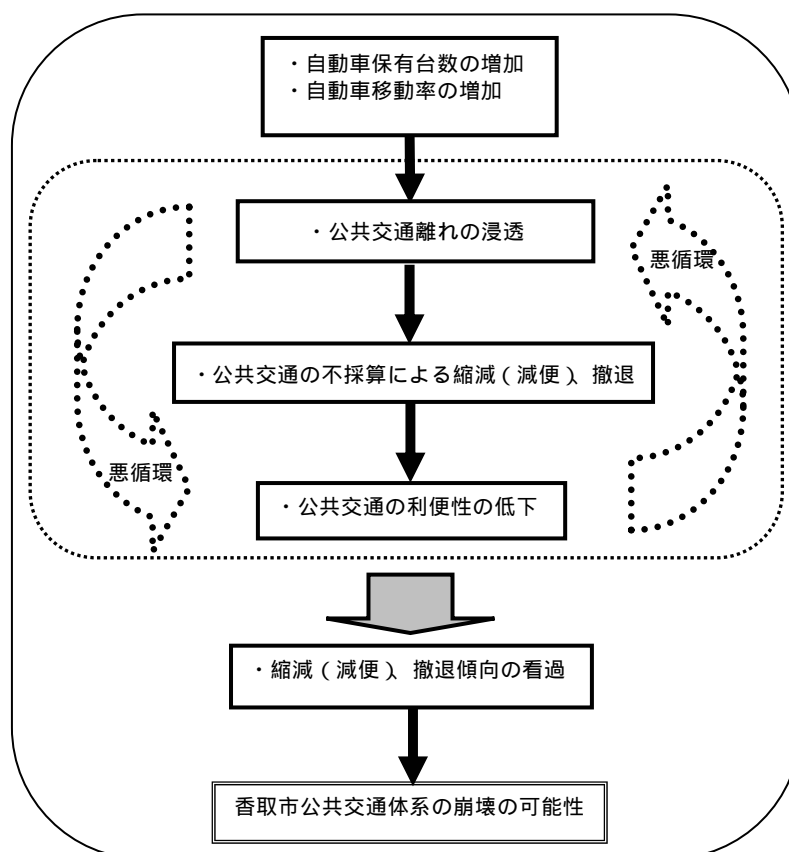 ・自動車保有台数の増加
・自動車移動率の増加
・公共交通離れの浸透
悪循環
・公共交通の不採算による縮減（減便）、撤退
悪循環
・公共交通の利便性の低下
・縮減（減便）、撤退傾向の看過
香取市公共交通体系の崩壊の可能性